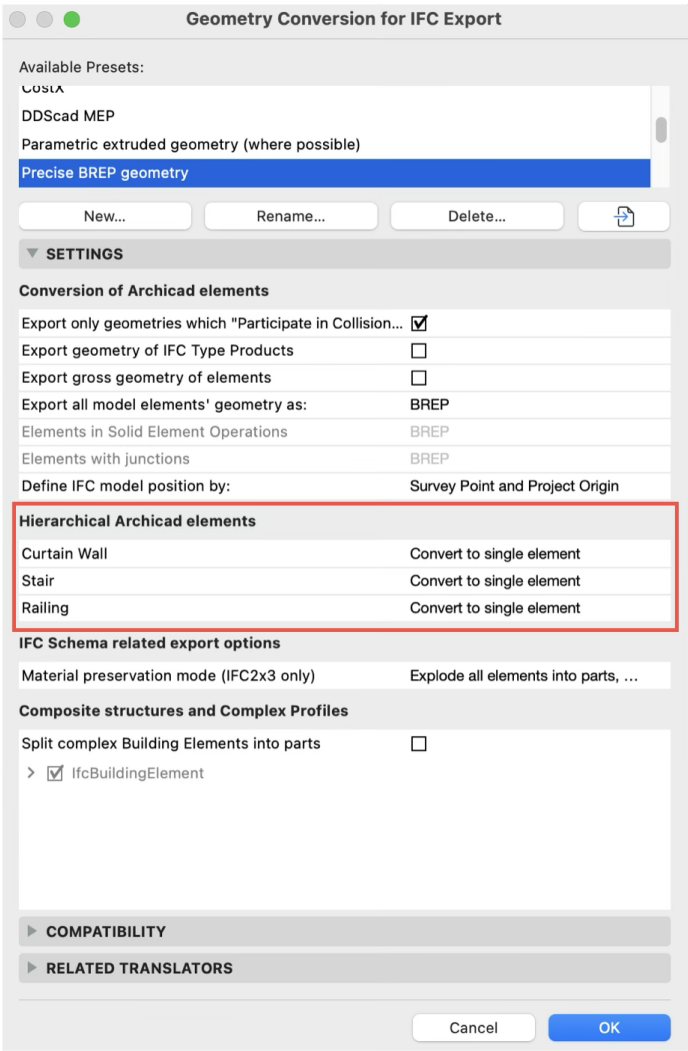 Geometry Conversion for IFC Export
Available Presets:
CostX
DDScad MEP
Parametric extruded geometry (where possible)
Precise BREP geometry
New... Rename... Delete...
SETTINGS
Conversion of Archicad elements
Export only geometries which "Participate in Collision...
Export geometry of IFC Type Products
Export gross geometry of elements
Export all model elements' geometry as: BREP
Elements in Solid Element Operations BREP
Elements with junctions BREP
Define IFC model position by: Survey Point and Project Origin
Hierarchical Archicad elements
Curtain Wall Convert to single element
Stair Convert to single element
Railing Convert to single element
IFC Schema related export options
Material preservation mode (IFC2x3 only) Explode all elements into parts, ...
Composite structures and Complex Profiles
Split complex Building Elements into parts
IfcBuildingElement
COMPATIBILITY
RELATED TRANSLATORS
Cancel OK